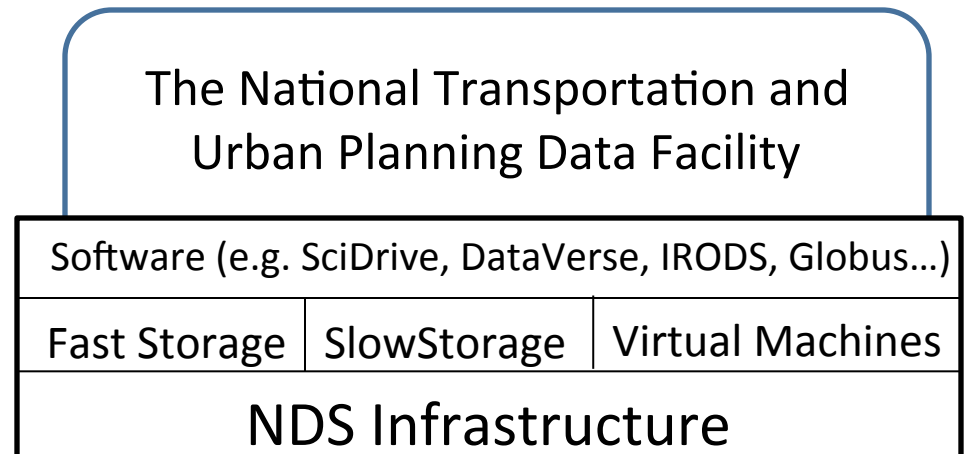 The National Transportation and
Urban Planning Data Facility
Software (e.g. SciDrive, DataVerse, IRODS, Globus…)
Fast Storage
SlowStorage
Virtual Machines
NDS Infrastructure